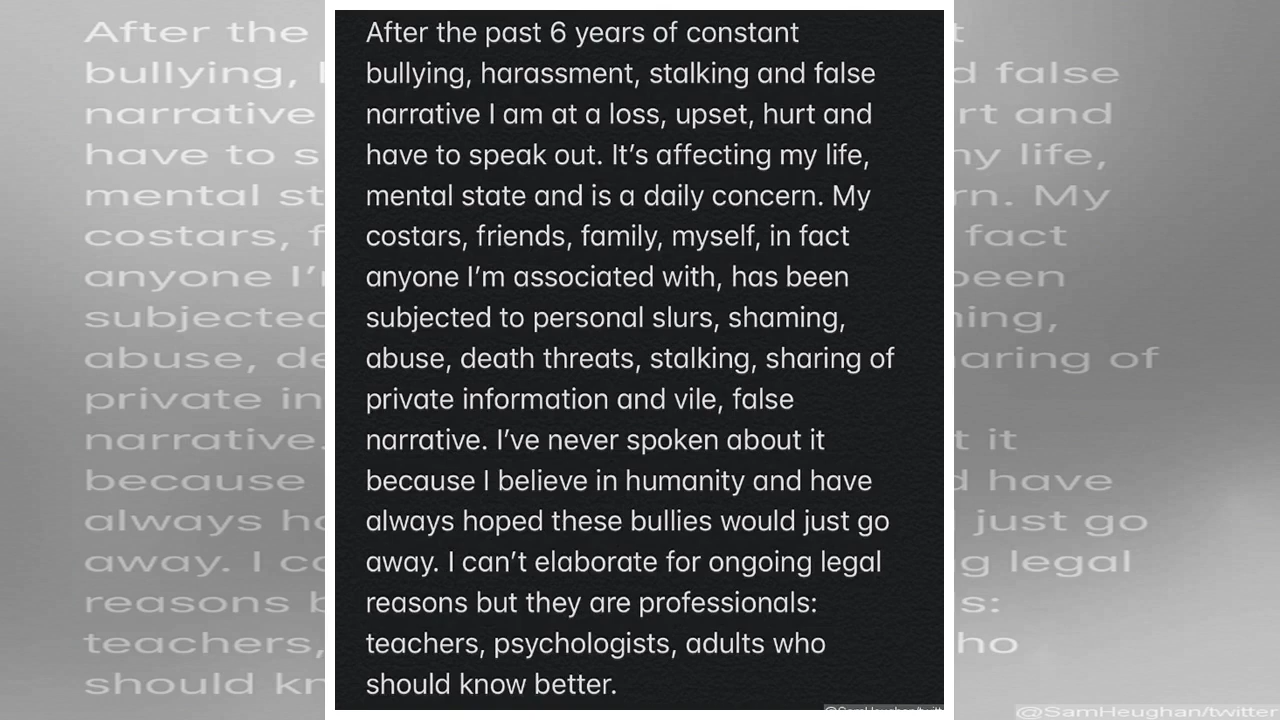 After the past 6 years of constant
bullying, harassment, stalking and false
narrative I am at a loss, upset, hurt and
have to speak out. It’s affecting my life,
mental state and is a daily concern. My
costars, friends, family, myself, in fact
anyone I’m associated with, has been
subjected to personal slurs, shaming,
abuse, death threats, stalking, sharing of
private information and vile, false
narrative. I’ve never spoken about it
because I believe in humanity and have
always hoped these bullies would just go
away. I can’t elaborate for ongoing legal
reasons but they are professionals:
teachers, psychologists, adults who
should know better.
@SamHeughan/twitter